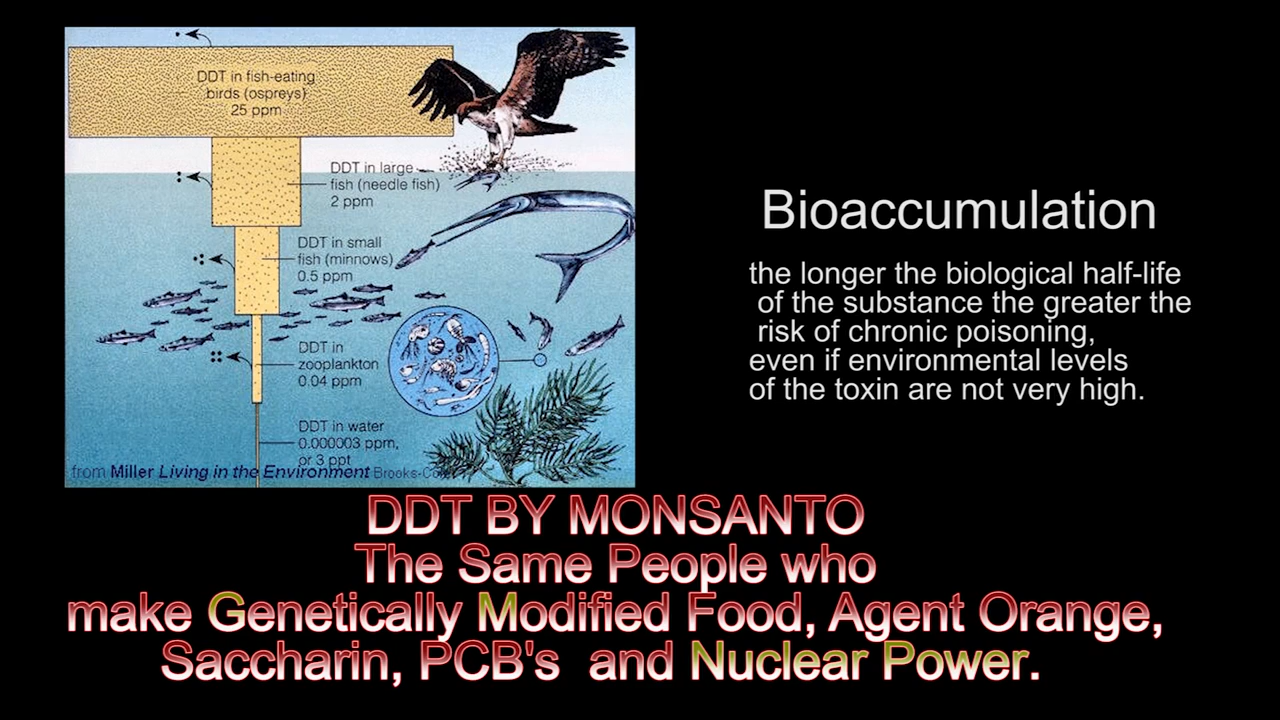 DDT in fish-eating
birds (ospreys)
25 ppm
DDT in large
fish (needle fish)
2 ppm
DDT in small
fish (minnows)
0.5 ppm
DDT in
zooplankton
0.04 ppm
DDT in water
0.000003 ppm,
or 3 ppt
from Miller Living in the Environment
Bioaccumulation
the longer the biological half-life
of the substance the greater the
risk of chronic poisoning,
even if environmental levels
of the toxin are not very high.
DDT BY MONSANTO
The Same People who
make Genetically Modified Food, Agent Orange,
Saccharin, PCB's and Nuclear Power.